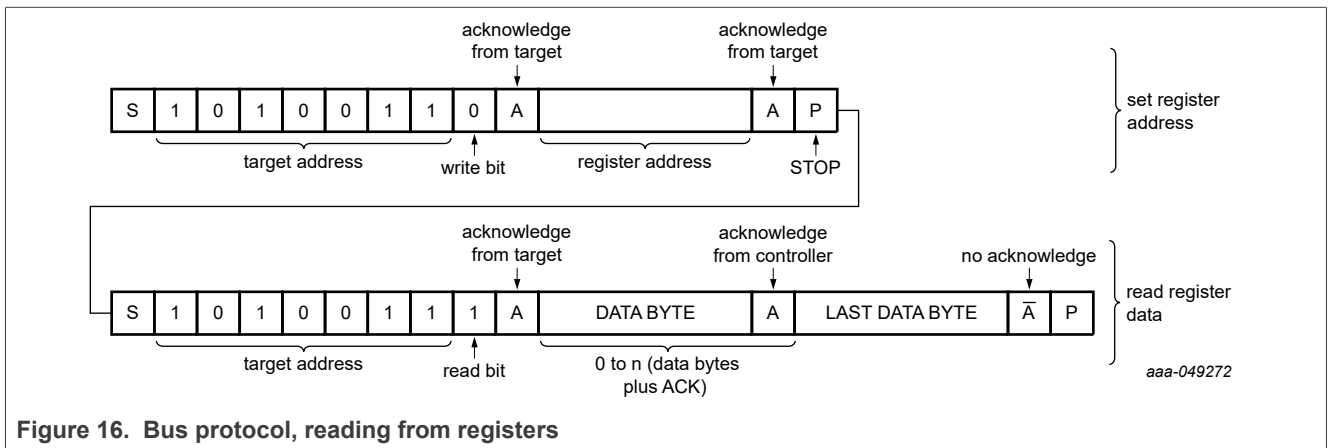 acknowledge
from target
acknowledge
from target
S 1 0 1 0 0 1 1 0 A A P
set register
address
target address
write bit
register address
STOP
acknowledge
from target
acknowledge
from controller
no acknowledge
S 1 0 1 0 0 1 1 1 A DATA BYTE A LAST DATA BYTE A̅ P
read register
data
target address
read bit
0 to n (data bytes
plus ACK)
aaa-049272
Figure 16. Bus protocol, reading from registers